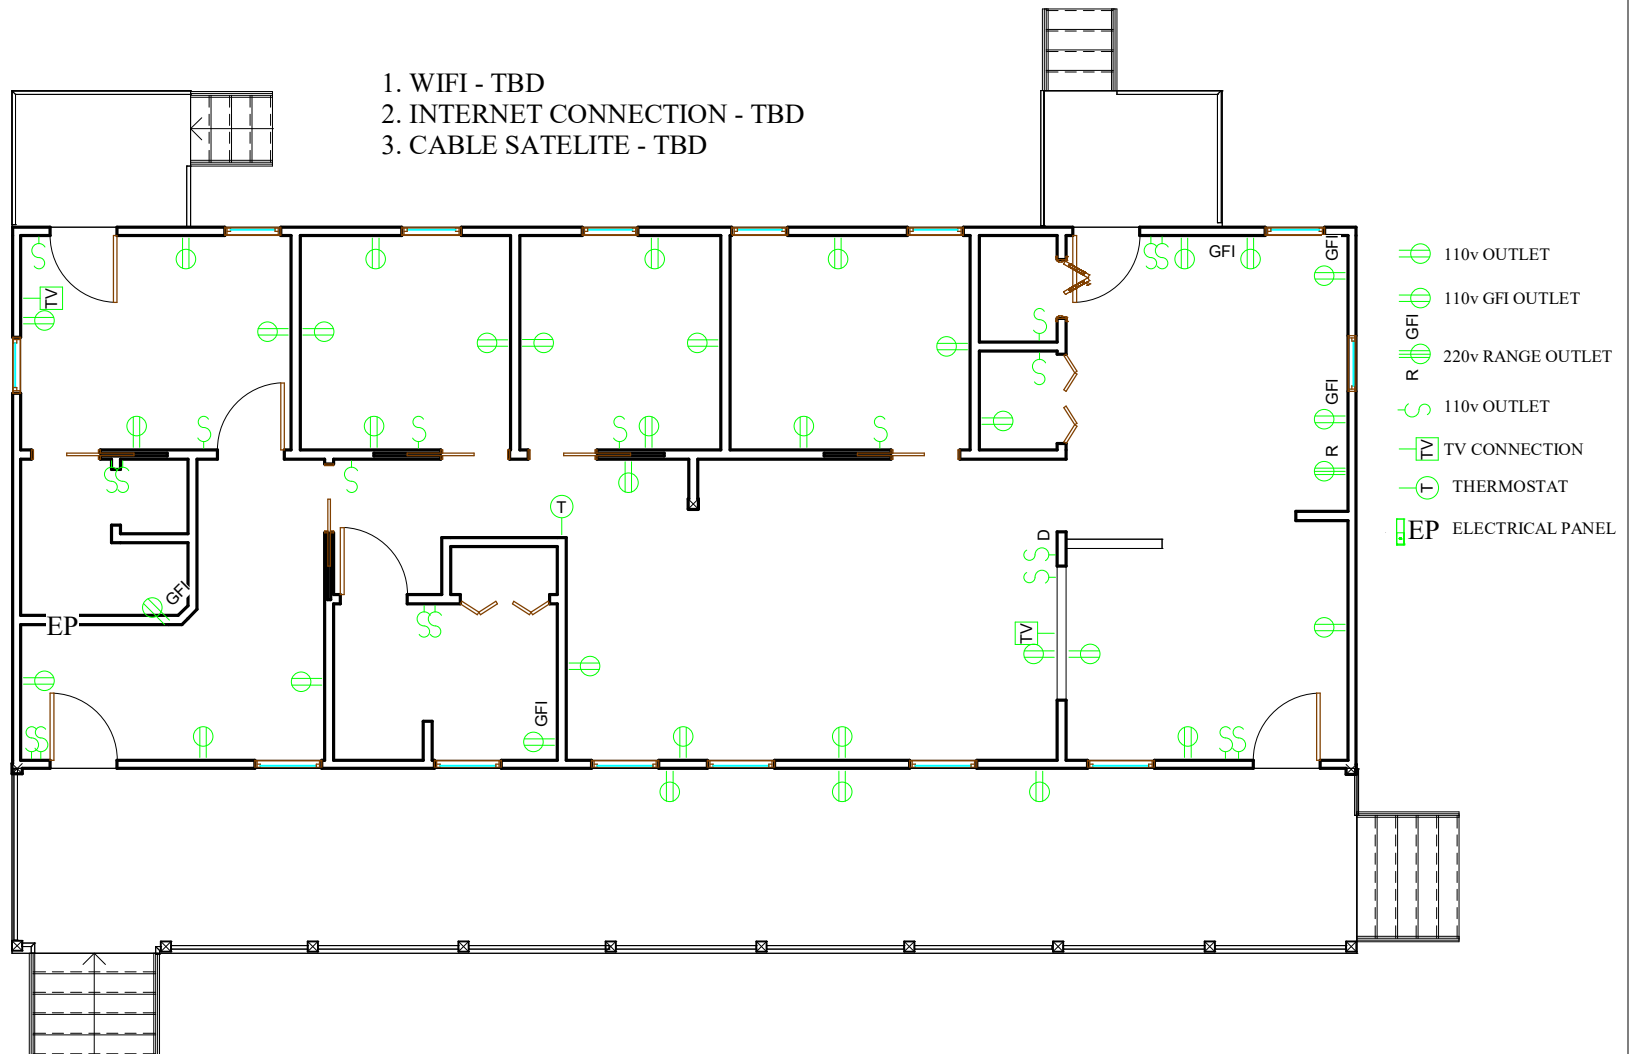 1. WIFI - TBD
2. INTERNET CONNECTION - TBD
3. CABLE SATELITE - TBD
S
S S
GFI
GFI
TV
S
S
GFI
S
S
S
S
R
S S
S
T
D
S
S
GFI
EP
S S
TV
GFI
S S
S S
110v OUTLET
110v GFI OUTLET
GFI
220v RANGE OUTLET
R
S
110v OUTLET
TV
TV CONNECTION
T
THERMOSTAT
EP
ELECTRICAL PANEL